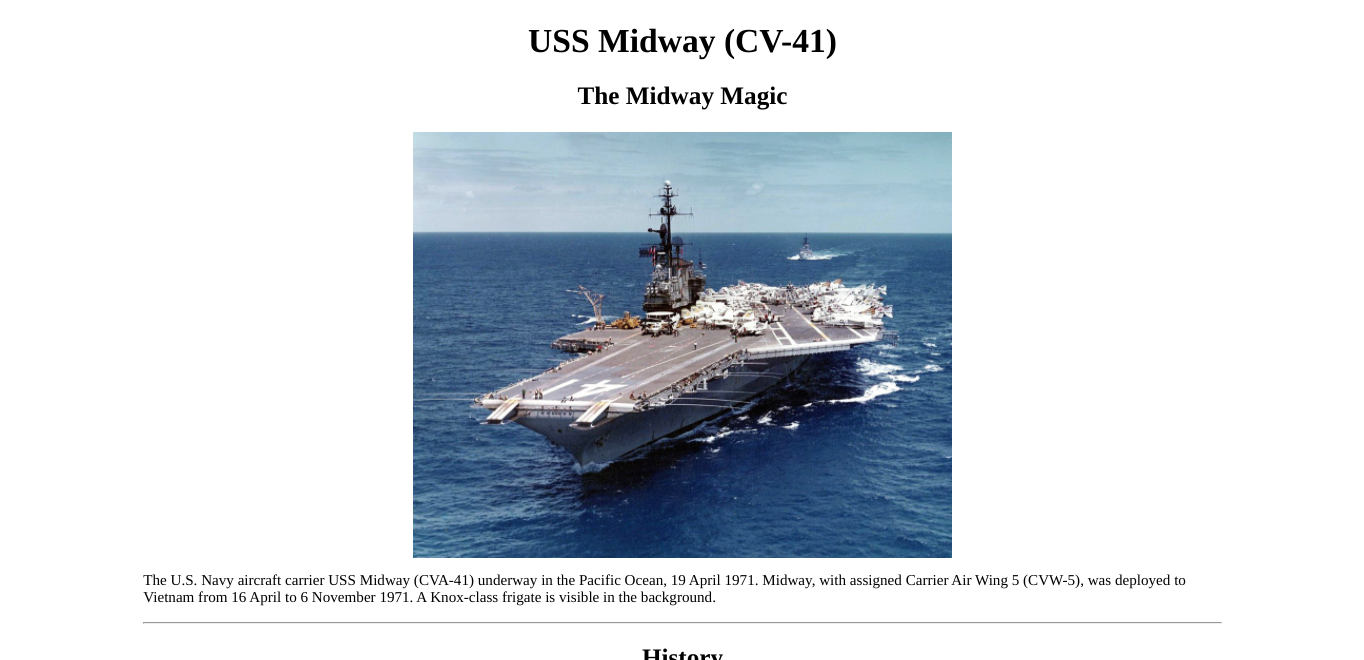 USS Midway (CV-41)
The Midway Magic
The U.S. Navy aircraft carrier USS Midway (CVA-41) underway in the Pacific Ocean, 19 April 1971. Midway, with assigned Carrier Air Wing 5 (CVW-5), was deployed to
Vietnam from 16 April to 6 November 1971. A Knox-class frigate is visible in the background.
History